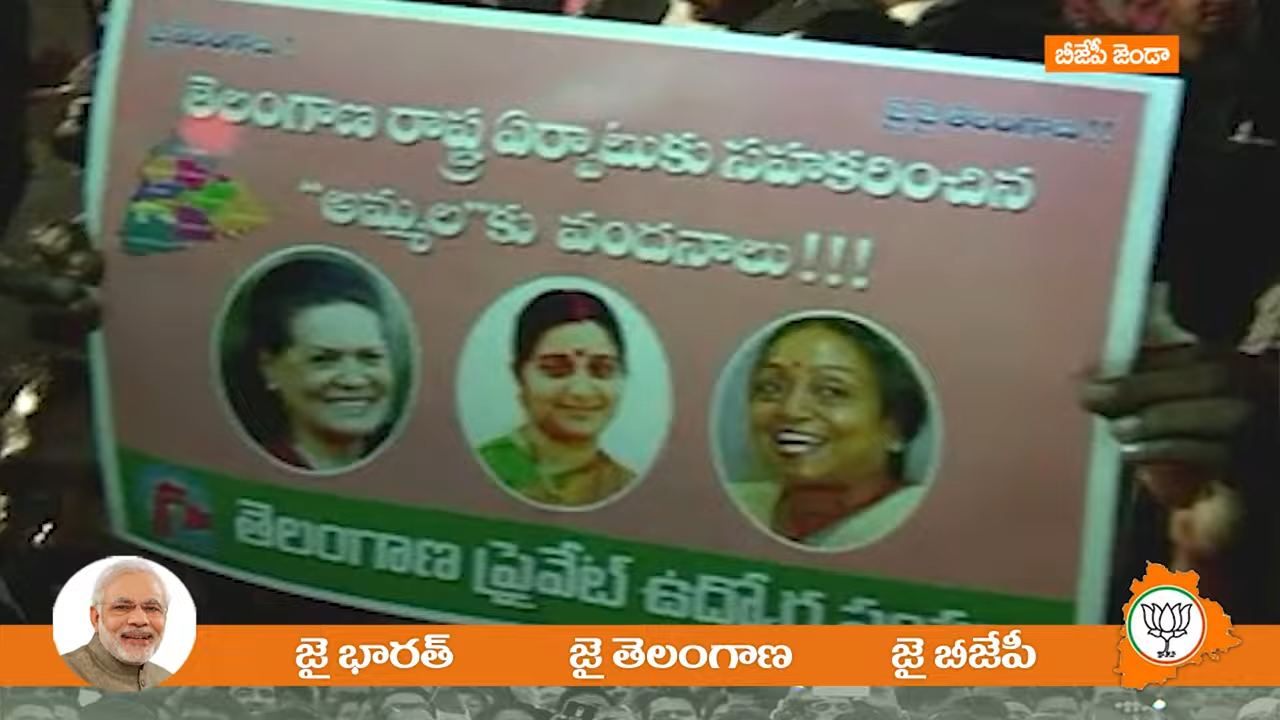 బీజేపీ జెండా
జై తెలంగాణ !
జై జై తెలంగాణ !!
తెలంగాణ రాష్ట్ర ఏర్పాటుకు సహకరించిన
"అమ్మల"కు వందనాలు !!!
తెలంగాణ ప్రైవేట్ ఉద్యోగ
జై భారత్ జై తెలంగాణ జై బీజేపీ